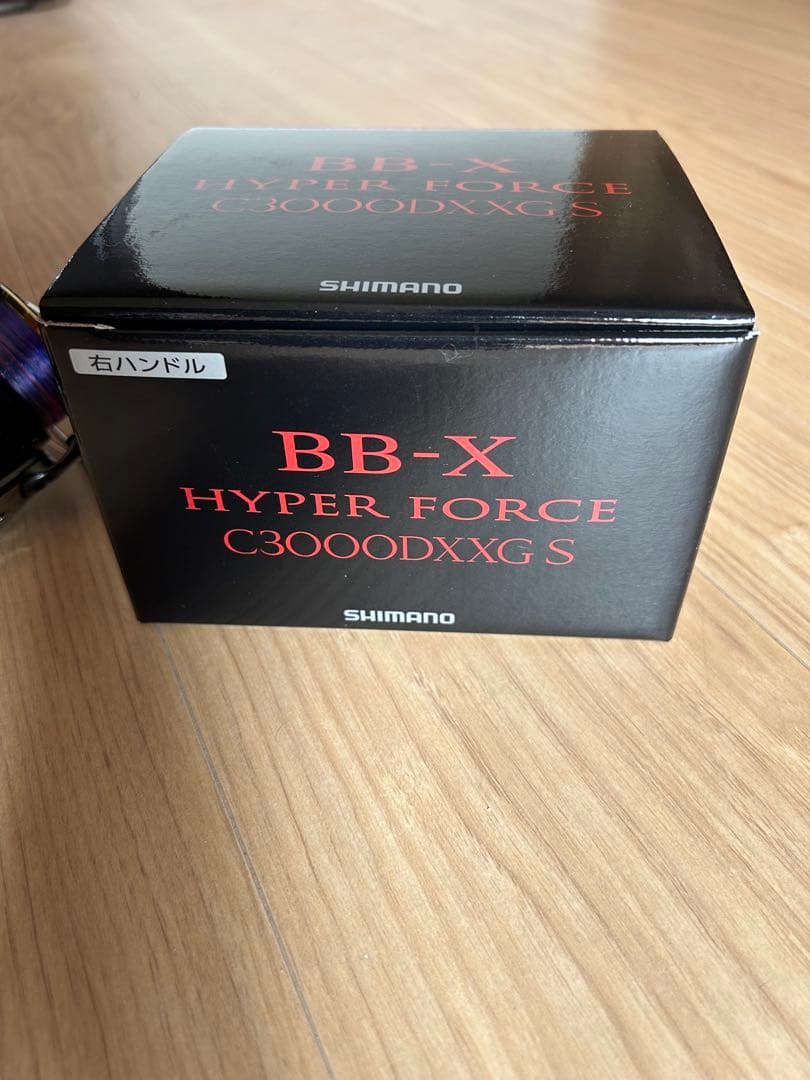 BB-X
HYPER FORCE
C3000DXXG S
SHIMANO
右ハンドル
BB-X
HYPER FORCE
C3000DXXG S
SHIMANO